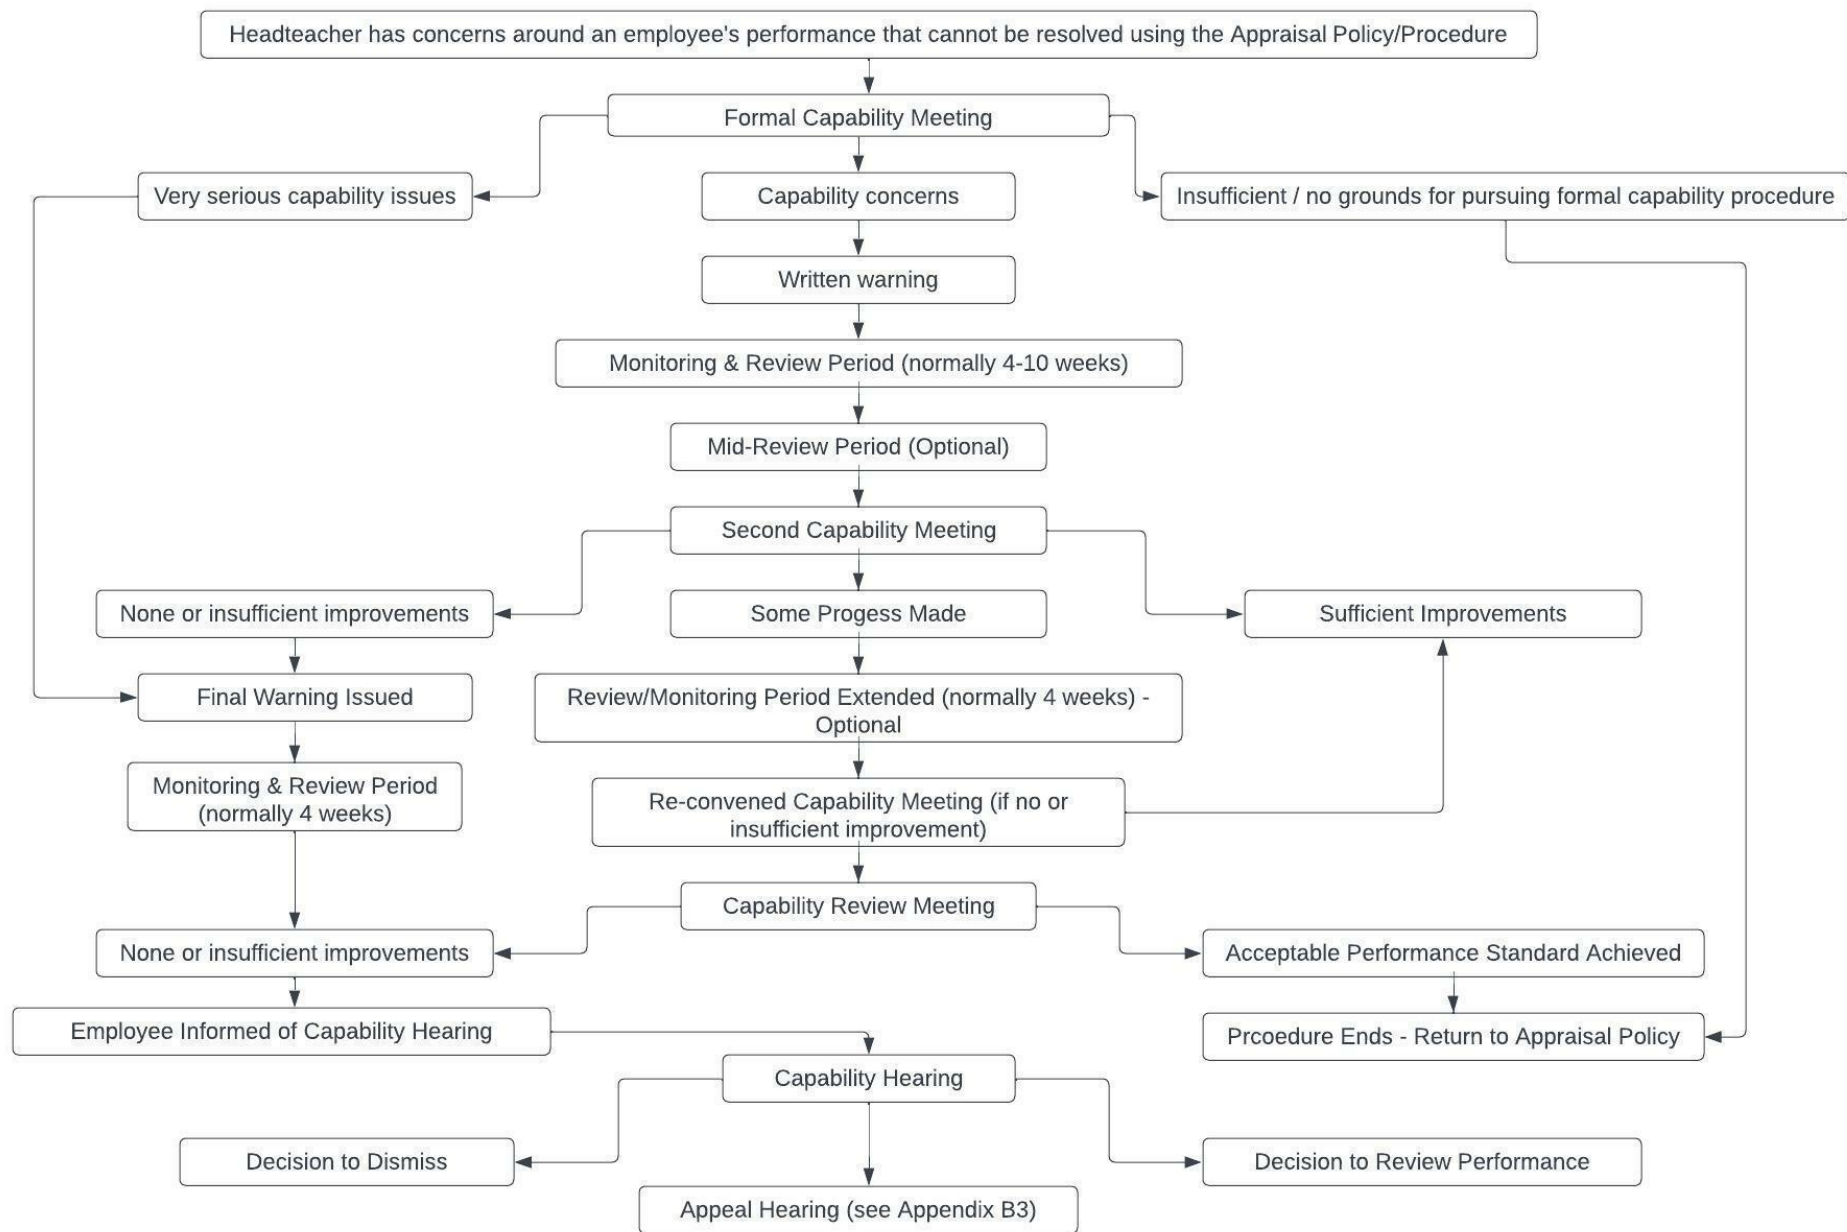 Headteacher has concerns around an employee's performance that cannot be resolved using the Appraisal Policy/Procedure
Formal Capability Meeting
Very serious capability issues
Capability concerns
Insufficient / no grounds for pursuing formal capability procedure
Written warning
Monitoring & Review Period (normally 4-10 weeks)
Mid-Review Period (Optional)
Second Capability Meeting
None or insufficient improvements
Some Progess Made
Sufficient Improvements
Final Warning Issued
Review/Monitoring Period Extended (normally 4 weeks) -
Optional
Monitoring & Review Period
(normally 4 weeks)
Re-convened Capability Meeting (if no or
insufficient improvement)
Capability Review Meeting
None or insufficient improvements
Acceptable Performance Standard Achieved
Employee Informed of Capability Hearing
Prcoedure Ends - Return to Appraisal Policy
Capability Hearing
Decision to Dismiss
Decision to Review Performance
Appeal Hearing (see Appendix B3)